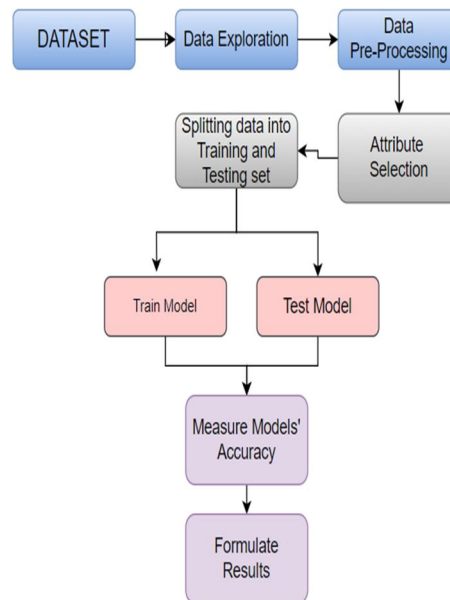 DATASET
Data Exploration
Data
Pre-Processing
Splitting data into
Training and
Testing set
Attribute
Selection
Train Model
Test Model
Measure Models'
Accuracy
Formulate
Results